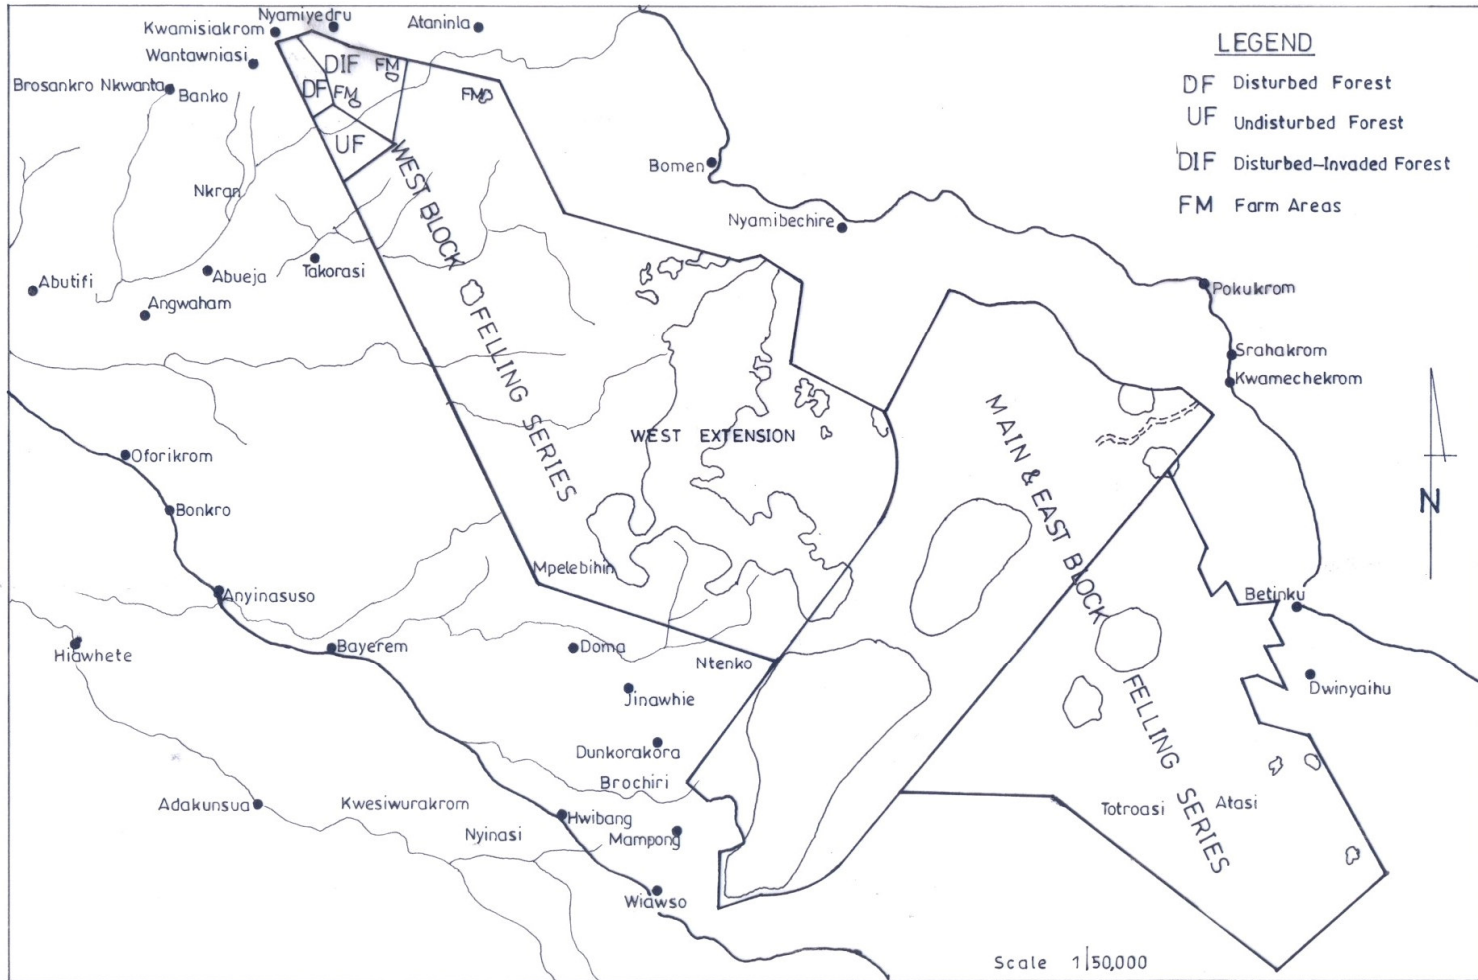 Nyamiyedru
Kwamisiakrom
Ataninla
Wantawniasi
Brosankro Nkwanta
Banko
DIF
FM
DF
FM
FM
UF
LEGEND
DF Disturbed Forest
UF Undisturbed Forest
DIF Disturbed-Invaded Forest
FM Farm Areas
Bomen
Nkran
Nyamibechire
Abutifi
Abueja
Takorasi
Angwaham
Pokukrom
Srahakrom
Kwamechekrom
WEST BLOCK FELLING SERIES
WEST EXTENSION
MAIN & EAST BLOCK FELLING SERIES
N
Oforikrom
Bonkro
Mpelebihin
Anyinasuso
Betinku
Hiawhete
Bayerem
Doma
Ntenko
Jinawhie
Dwinyaihu
Dunkorakora
Brochiri
Adakunsua
Kwesiwurakrom
Hwibang
Nyinasi
Mampong
Totroasi
Atasi
Wiawso
Scale 1|50,000